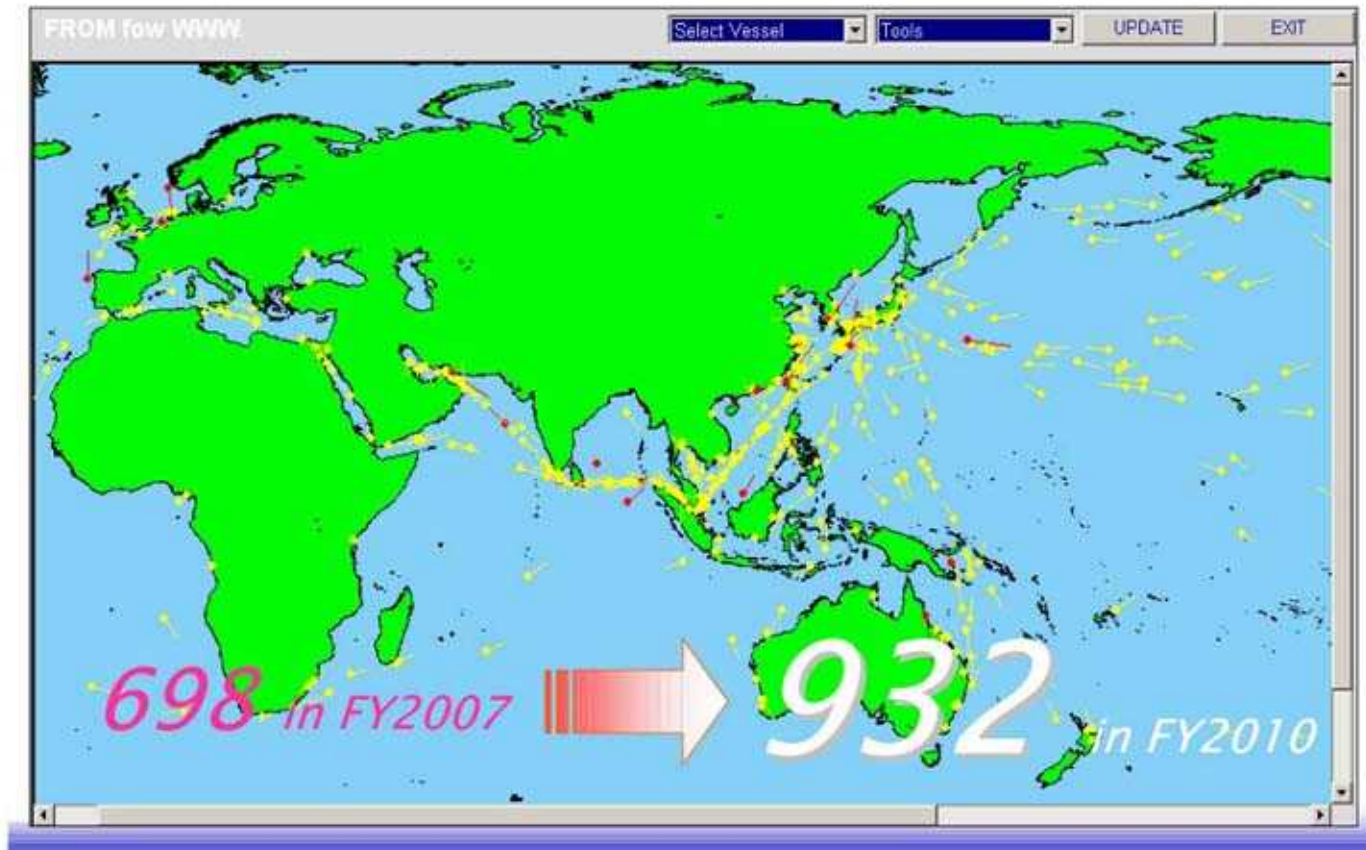 FROM fow WWW.
Select Vessel
Tools
UPDATE
EXIT
698 in FY2007
932 in FY2010